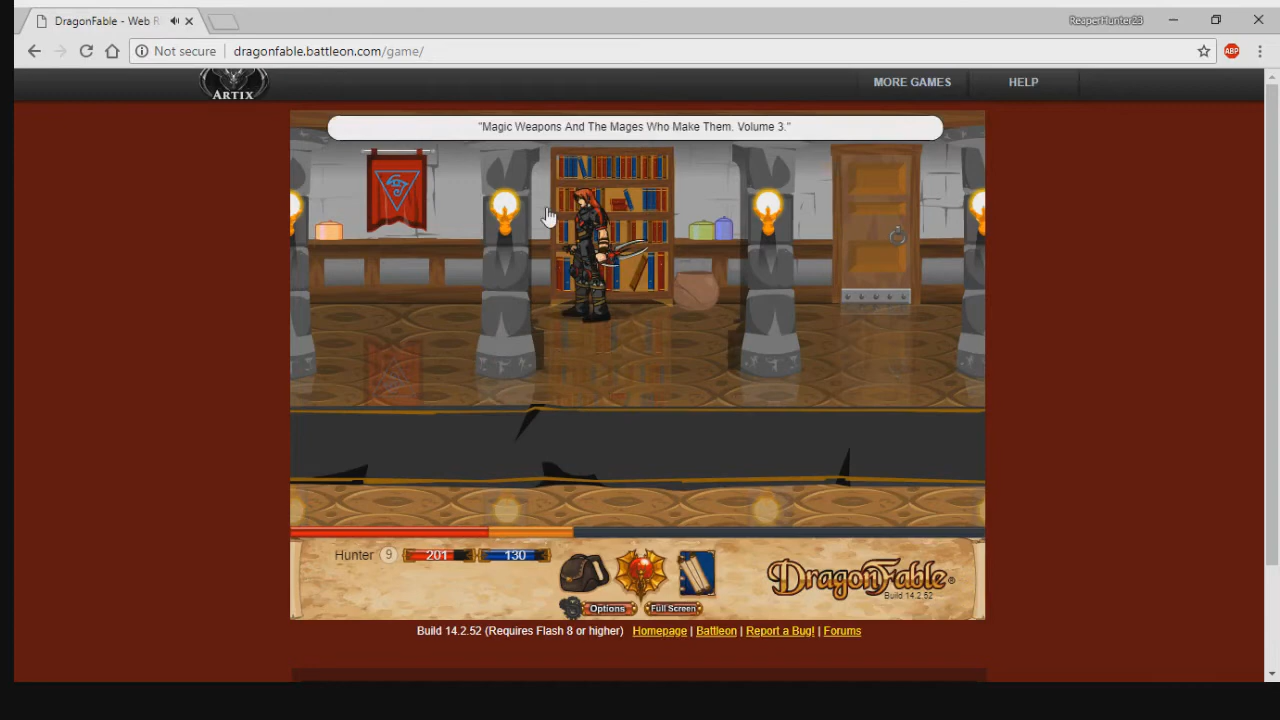 DragonFable - Web R
ReaperHunter23
Not secure
dragonfable.battleon.com/game/
ABP
ARTIX
MORE GAMES
HELP
"Magic Weapons And The Mages Who Make Them. Volume 3."
Hunter 9 201 130
DragonFable®
Build 14.2.52
Options
Full Screen
Build 14.2.52 (Requires Flash 8 or higher) Homepage | Battleon | Report a Bug! | Forums